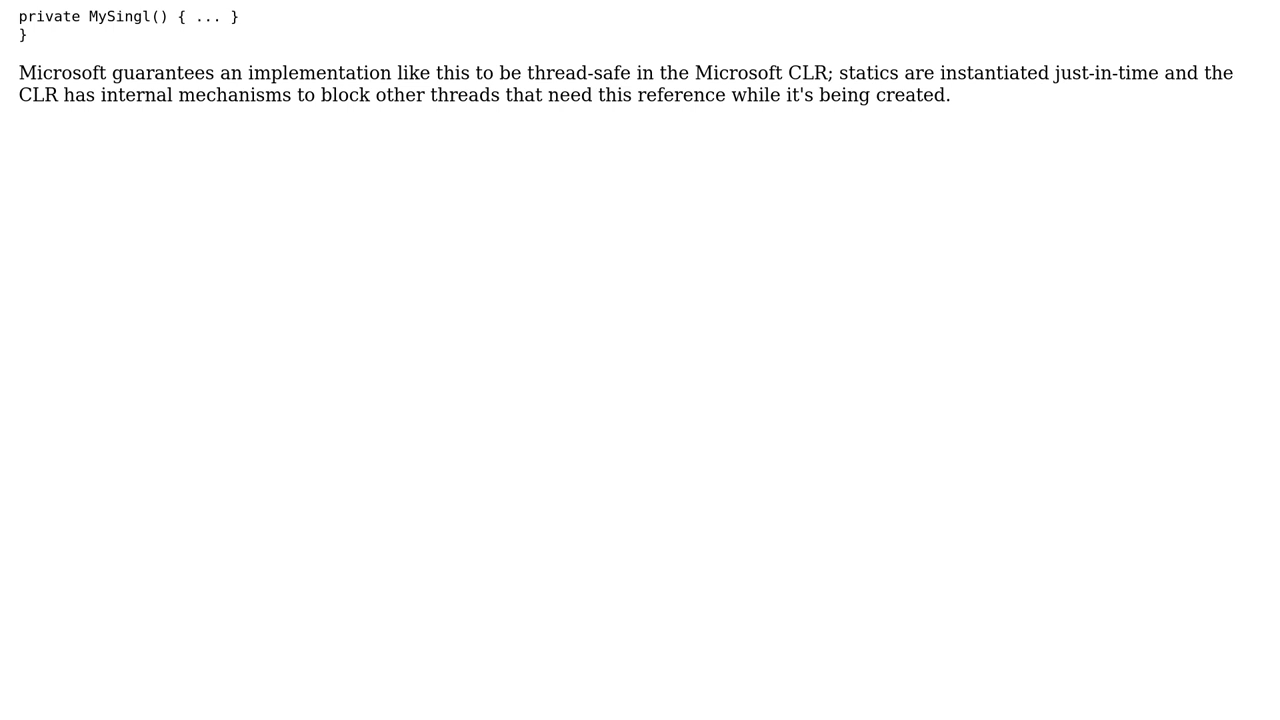 private MySingl() { ... }
}
Microsoft guarantees an implementation like this to be thread-safe in the Microsoft CLR; statics are instantiated just-in-time and the
CLR has internal mechanisms to block other threads that need this reference while it's being created.